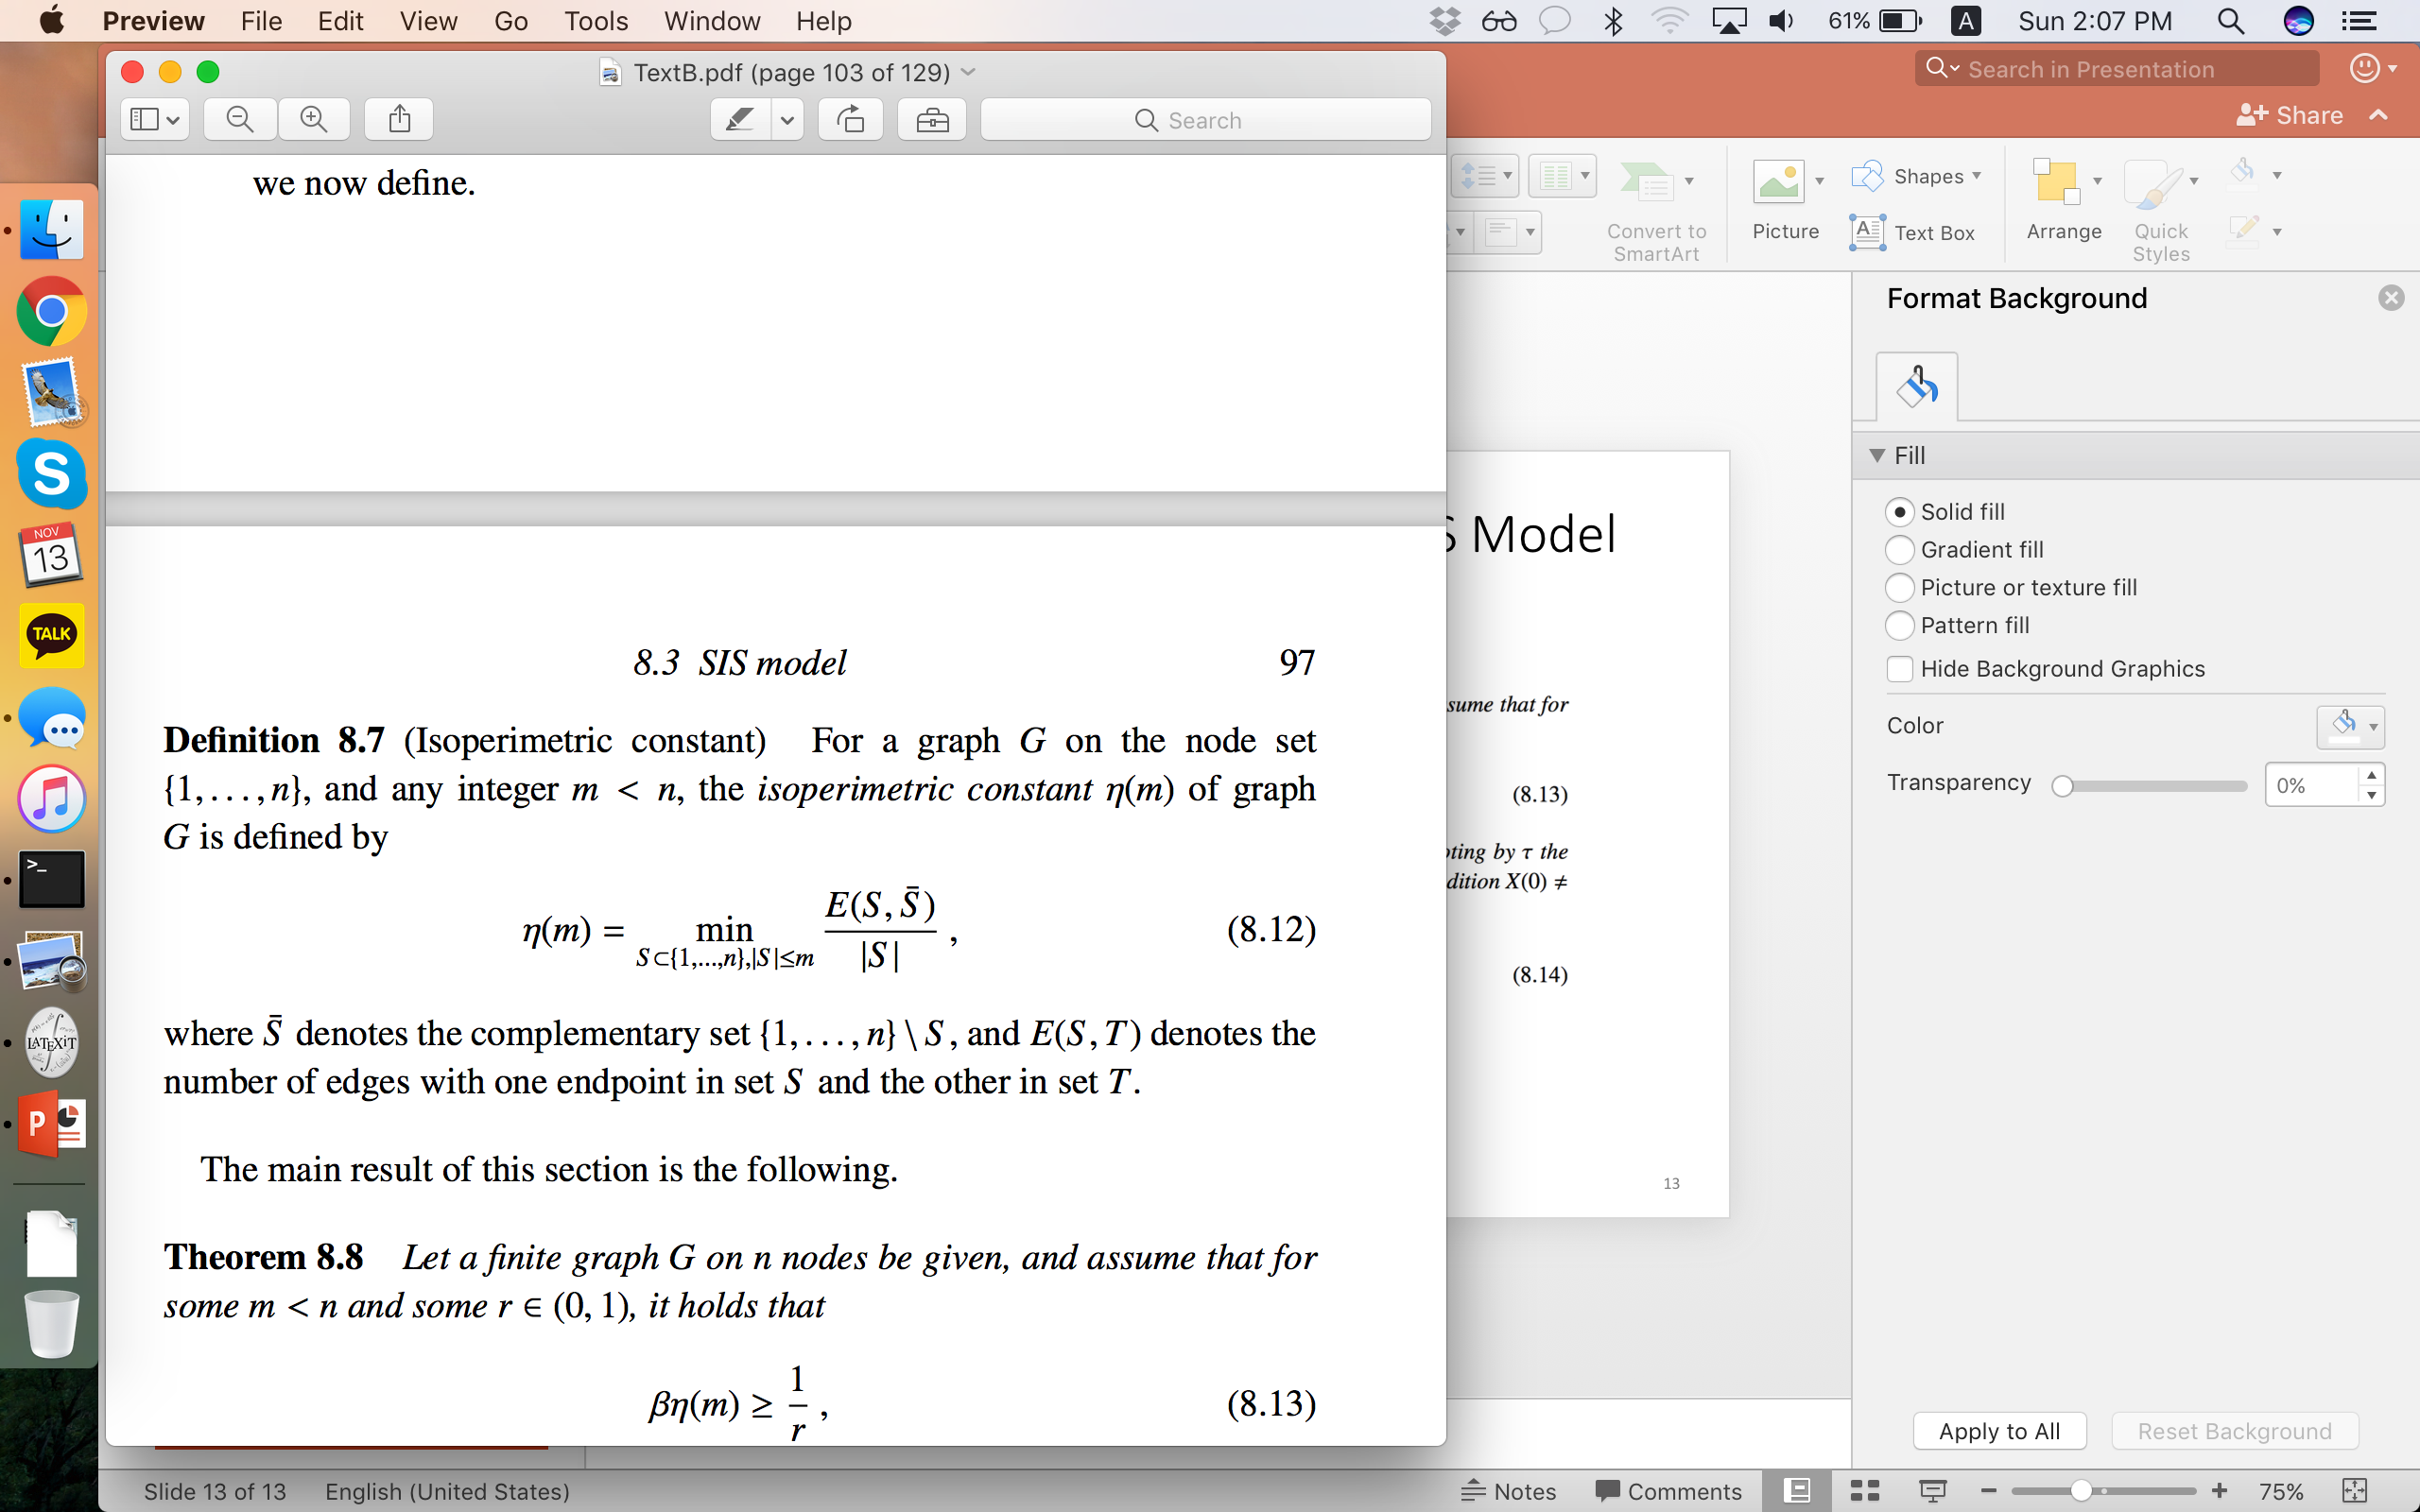 Preview File Edit View Go Tools Window Help 61% A Sun 2:07 PM
TextB.pdf (page 103 of 129)
Search
we now define.
8.3 SIS model 97
Definition 8.7 (Isoperimetric constant) For a graph G on the node set
{1, . . . , n}, and any integer m < n, the isoperimetric constant η(m) of graph
G is defined by
η(m) = min S⊂{1,...,n},|S|≤m E(S, S̄) / |S| , (8.12)
where S̄ denotes the complementary set {1, . . . , n} \ S, and E(S, T) denotes the
number of edges with one endpoint in set S and the other in set T.
The main result of this section is the following.
Theorem 8.8 Let a finite graph G on n nodes be given, and assume that for
some m < n and some r ∈ (0, 1), it holds that
βη(m) ≥ 1 / r , (8.13)
Search in Presentation
Share
Convert to
SmartArt
Picture
Shapes
Text Box
Arrange
Quick
Styles
S Model
sume that for
(8.13)
oting by τ the
dition X(0) ≠
(8.14)
13
Format Background
Fill
Solid fill
Gradient fill
Picture or texture fill
Pattern fill
Hide Background Graphics
Color
Transparency 0%
Apply to All Reset Background
Slide 13 of 13 English (United States) Notes Comments 75%
NOV
13
TALK
S
>_
LATEXiT
P